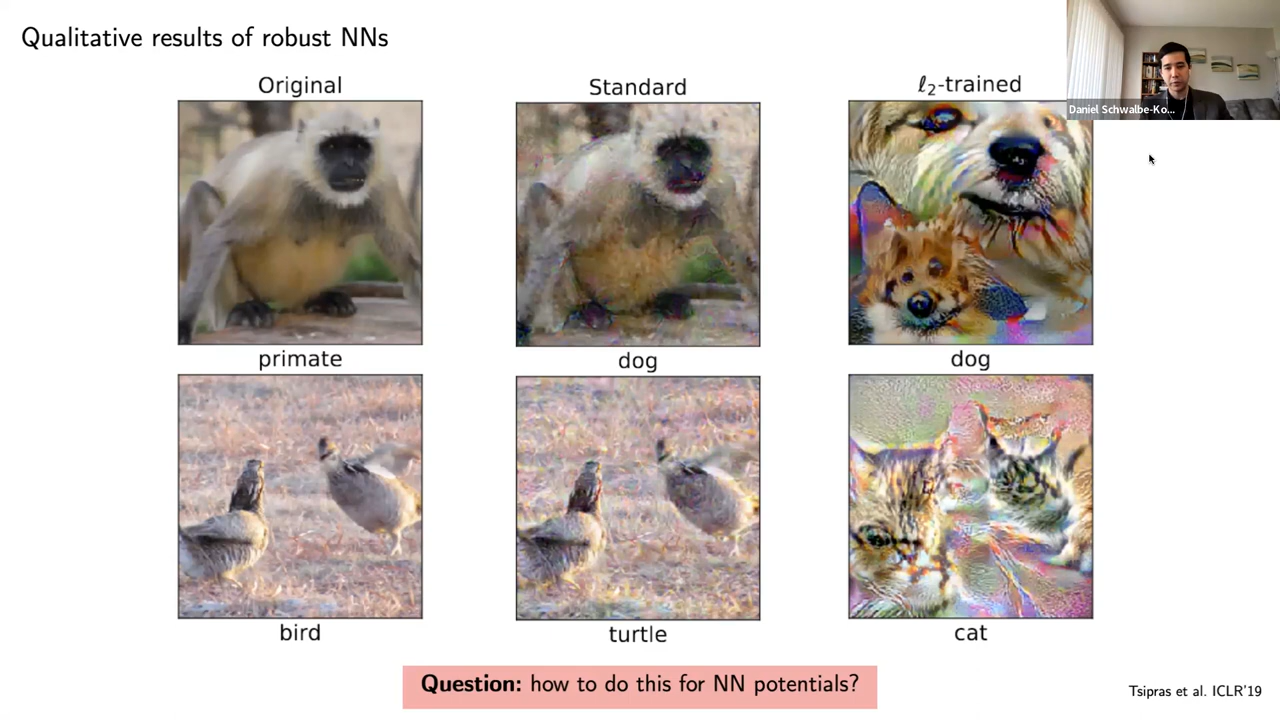 Qualitative results of robust NNs
Original
Standard
ℓ₂-trained
Daniel Schwalbe-Ko...
primate
dog
dog
bird
turtle
cat
Question: how to do this for NN potentials?
Tsipras et al. ICLR'19